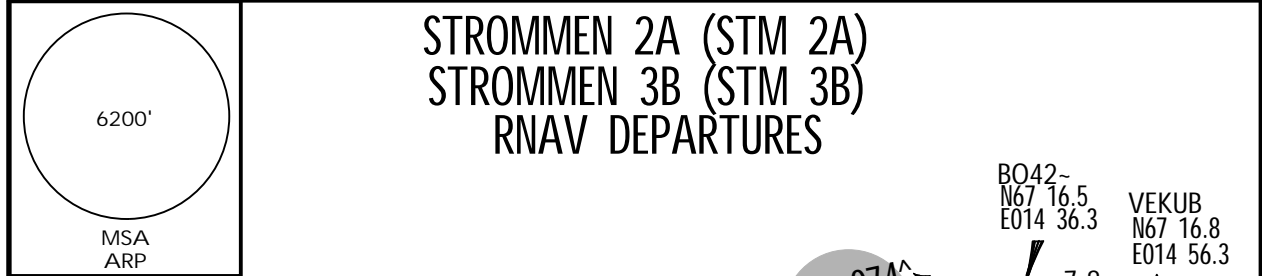 6200'
MSA
ARP
STROMMEN 2A (STM 2A)
STROMMEN 3B (STM 3B)
RNAV DEPARTURES
BO42~
N67 16.5
E014 36.3
VEKUB
N67 16.8
E014 56.3
074^